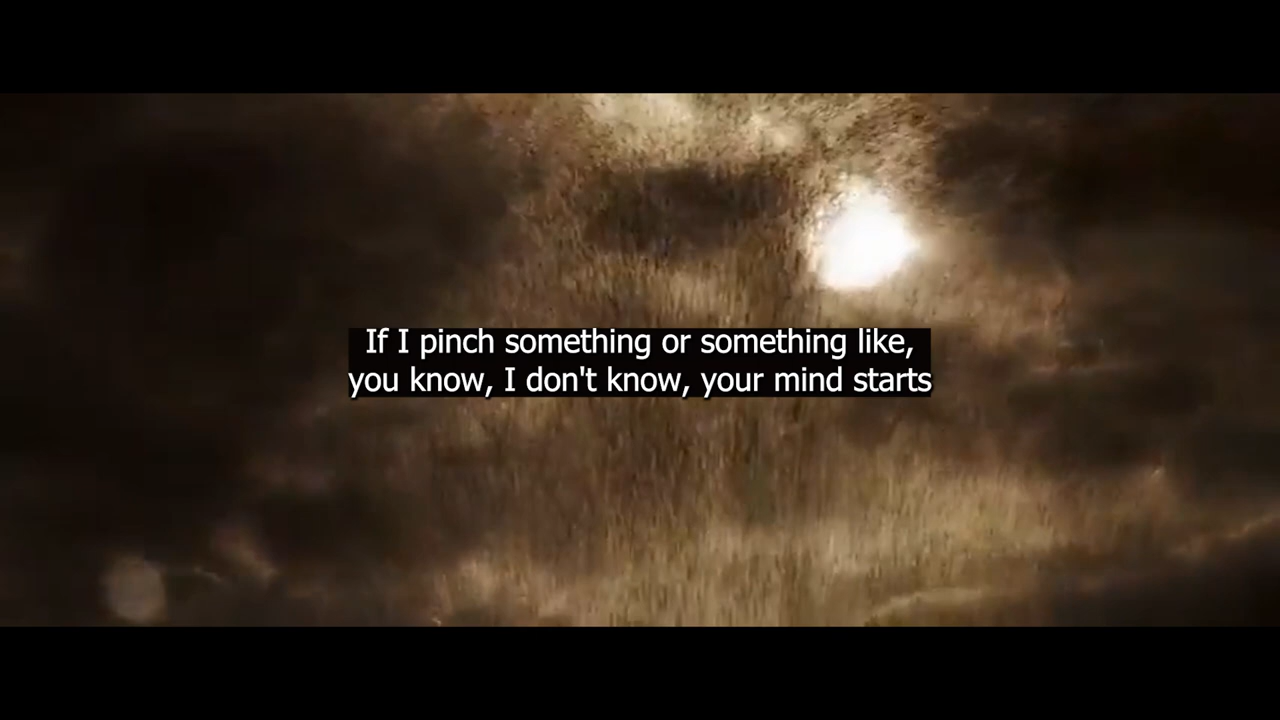 If I pinch something or something like,
you know, I don't know, your mind starts